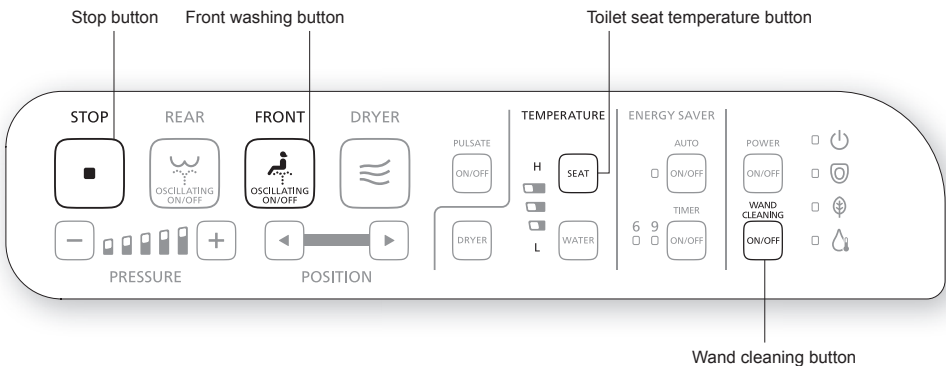 Stop button
Front washing button
Toilet seat temperature button
STOP
REAR
FRONT
DRYER
TEMPERATURE
ENERGY SAVER
OSCILLATING
ON/OFF
OSCILLATING
ON/OFF
PULSATE
ON/OFF
DRYER
H
L
SEAT
WATER
AUTO
ON/OFF
TIMER
6 9
ON/OFF
POWER
ON/OFF
WAND
CLEANING
ON/OFF
− +
PRESSURE
POSITION
Wand cleaning button